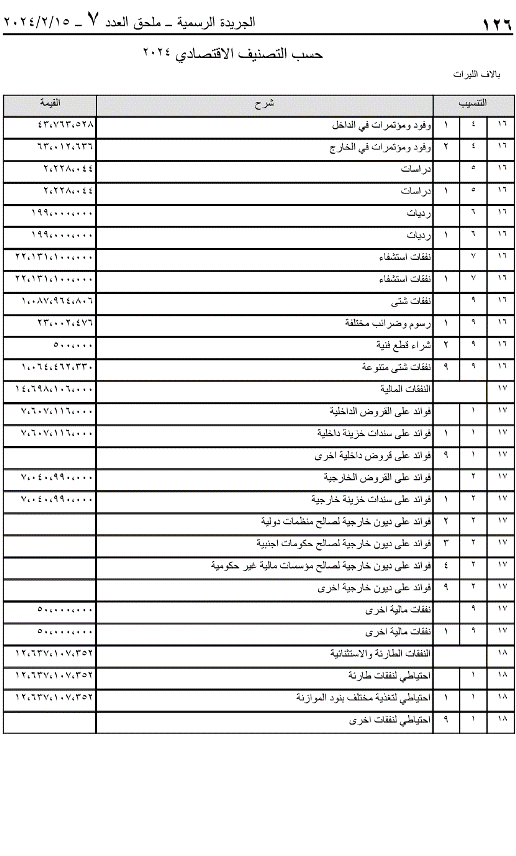 ١٢٦ الجريدة الرسمية ــ ملحق العدد ٧ ــ ٢٠٢٤/٢/١٥
حسب التصنيف الاقتصادي ٢٠٢٤
بالاف الليرات
التنسيب شرح القيمة
١٦ ٤ ١ وفود ومؤتمرات في الداخل ٤٣،٧٦٣،٥٢٨
١٦ ٤ ٢ وفود ومؤتمرات في الخارج ٦٣،٠١٢،٦٣٦
١٦ ٥ دراسات ٢،٢٢٨،٠٤٤
١٦ ٥ ١ دراسات ٢،٢٢٨،٠٤٤
١٦ ٦ رديات ١٩٩،٠٠٠،٠٠٠
١٦ ٦ ١ رديات ١٩٩،٠٠٠،٠٠٠
١٦ ٧ نفقات استشفاء ٢٢،١٣١،١٠٠،٠٠٠
١٦ ٧ ١ نفقات استشفاء ٢٢،١٣١،١٠٠،٠٠٠
١٦ ٩ نفقات شتى ١،٠٨٧،٩٦٤،٨٠٦
١٦ ٩ ١ رسوم وضرائب مختلفة ٢٣،٠٠٢،٤٧٦
١٦ ٩ ٢ شراء قطع فنية ٥٠٠،٠٠٠
١٦ ٩ ٩ نفقات شتى متنوعة ١،٠٦٤،٤٦٢،٣٣٠
١٧ النفقات المالية ١٤،٦٩٨،١٠٦،٠٠٠
١٧ ١ فوائد على القروض الداخلية ٧،٦٠٧،١١٦،٠٠٠
١٧ ١ ١ فوائد على سندات خزينة داخلية ٧،٦٠٧،١١٦،٠٠٠
١٧ ١ ٩ فوائد على قروض داخلية اخرى
١٧ ٢ فوائد على القروض الخارجية ٧،٠٤٠،٩٩٠،٠٠٠
١٧ ٢ ١ فوائد على سندات خزينة خارجية ٧،٠٤٠،٩٩٠،٠٠٠
١٧ ٢ ٢ فوائد على ديون خارجية لصالح منظمات دولية
١٧ ٢ ٣ فوائد على ديون خارجية لصالح حكومات اجنبية
١٧ ٢ ٤ فوائد على ديون خارجية لصالح مؤسسات مالية غير حكومية
١٧ ٢ ٩ فوائد على ديون خارجية اخرى
١٧ ٩ نفقات مالية اخرى ٥٠،٠٠٠،٠٠٠
١٧ ٩ ١ نفقات مالية اخرى ٥٠،٠٠٠،٠٠٠
١٨ النفقات الطارئة والاستثنائية ١٢،٦٣٧،١٠٧،٣٥٢
١٨ ١ احتياطي لنفقات طارئة ١٢،٦٣٧،١٠٧،٣٥٢
١٨ ١ ١ احتياطي لتغذية مختلف بنود الموازنة ١٢،٦٣٧،١٠٧،٣٥٢
١٨ ١ ٩ احتياطي لنفقات اخرى